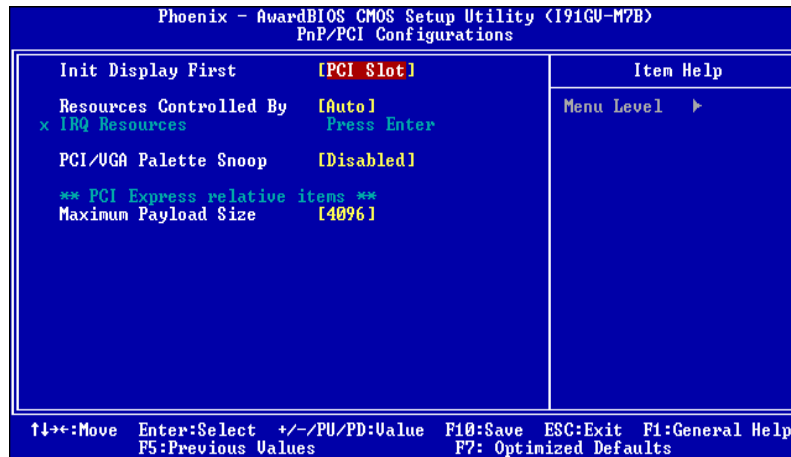 Phoenix - AwardBIOS CMOS Setup Utility (I91GV-M7B)
PnP/PCI Configurations
Init Display First [PCI Slot]
Item Help
Resources Controlled By [Auto]
Menu Level ►
x IRQ Resources Press Enter
PCI/VGA Palette Snoop [Disabled]
** PCI Express relative items **
Maximum Payload Size [4096]
↑↓→←:Move Enter:Select +/-/PU/PD:Value F10:Save ESC:Exit F1:General Help
F5:Previous Values F7: Optimized Defaults